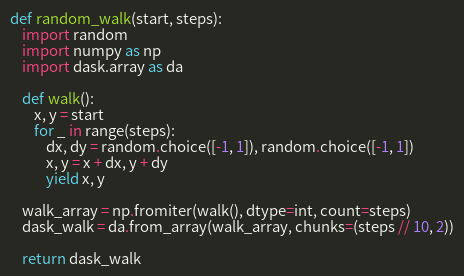 def random_walk(start, steps):
    import random
    import numpy as np
    import dask.array as da

    def walk():
        x, y = start
        for _ in range(steps):
            dx, dy = random.choice([-1, 1]), random.choice([-1, 1])
            x, y = x + dx, y + dy
            yield x, y

    walk_array = np.fromiter(walk(), dtype=int, count=steps)
    dask_walk = da.from_array(walk_array, chunks=(steps // 10, 2))

    return dask_walk